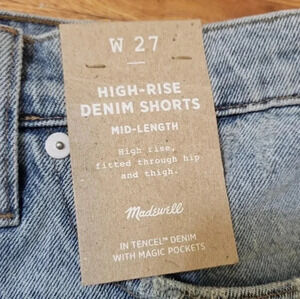 W 27
HIGH-RISE
DENIM SHORTS
MID-LENGTH
High rise,
fitted through hip
and thigh.
Madewell
IN TENCEL™ DENIM
WITH MAGIC POCKETS